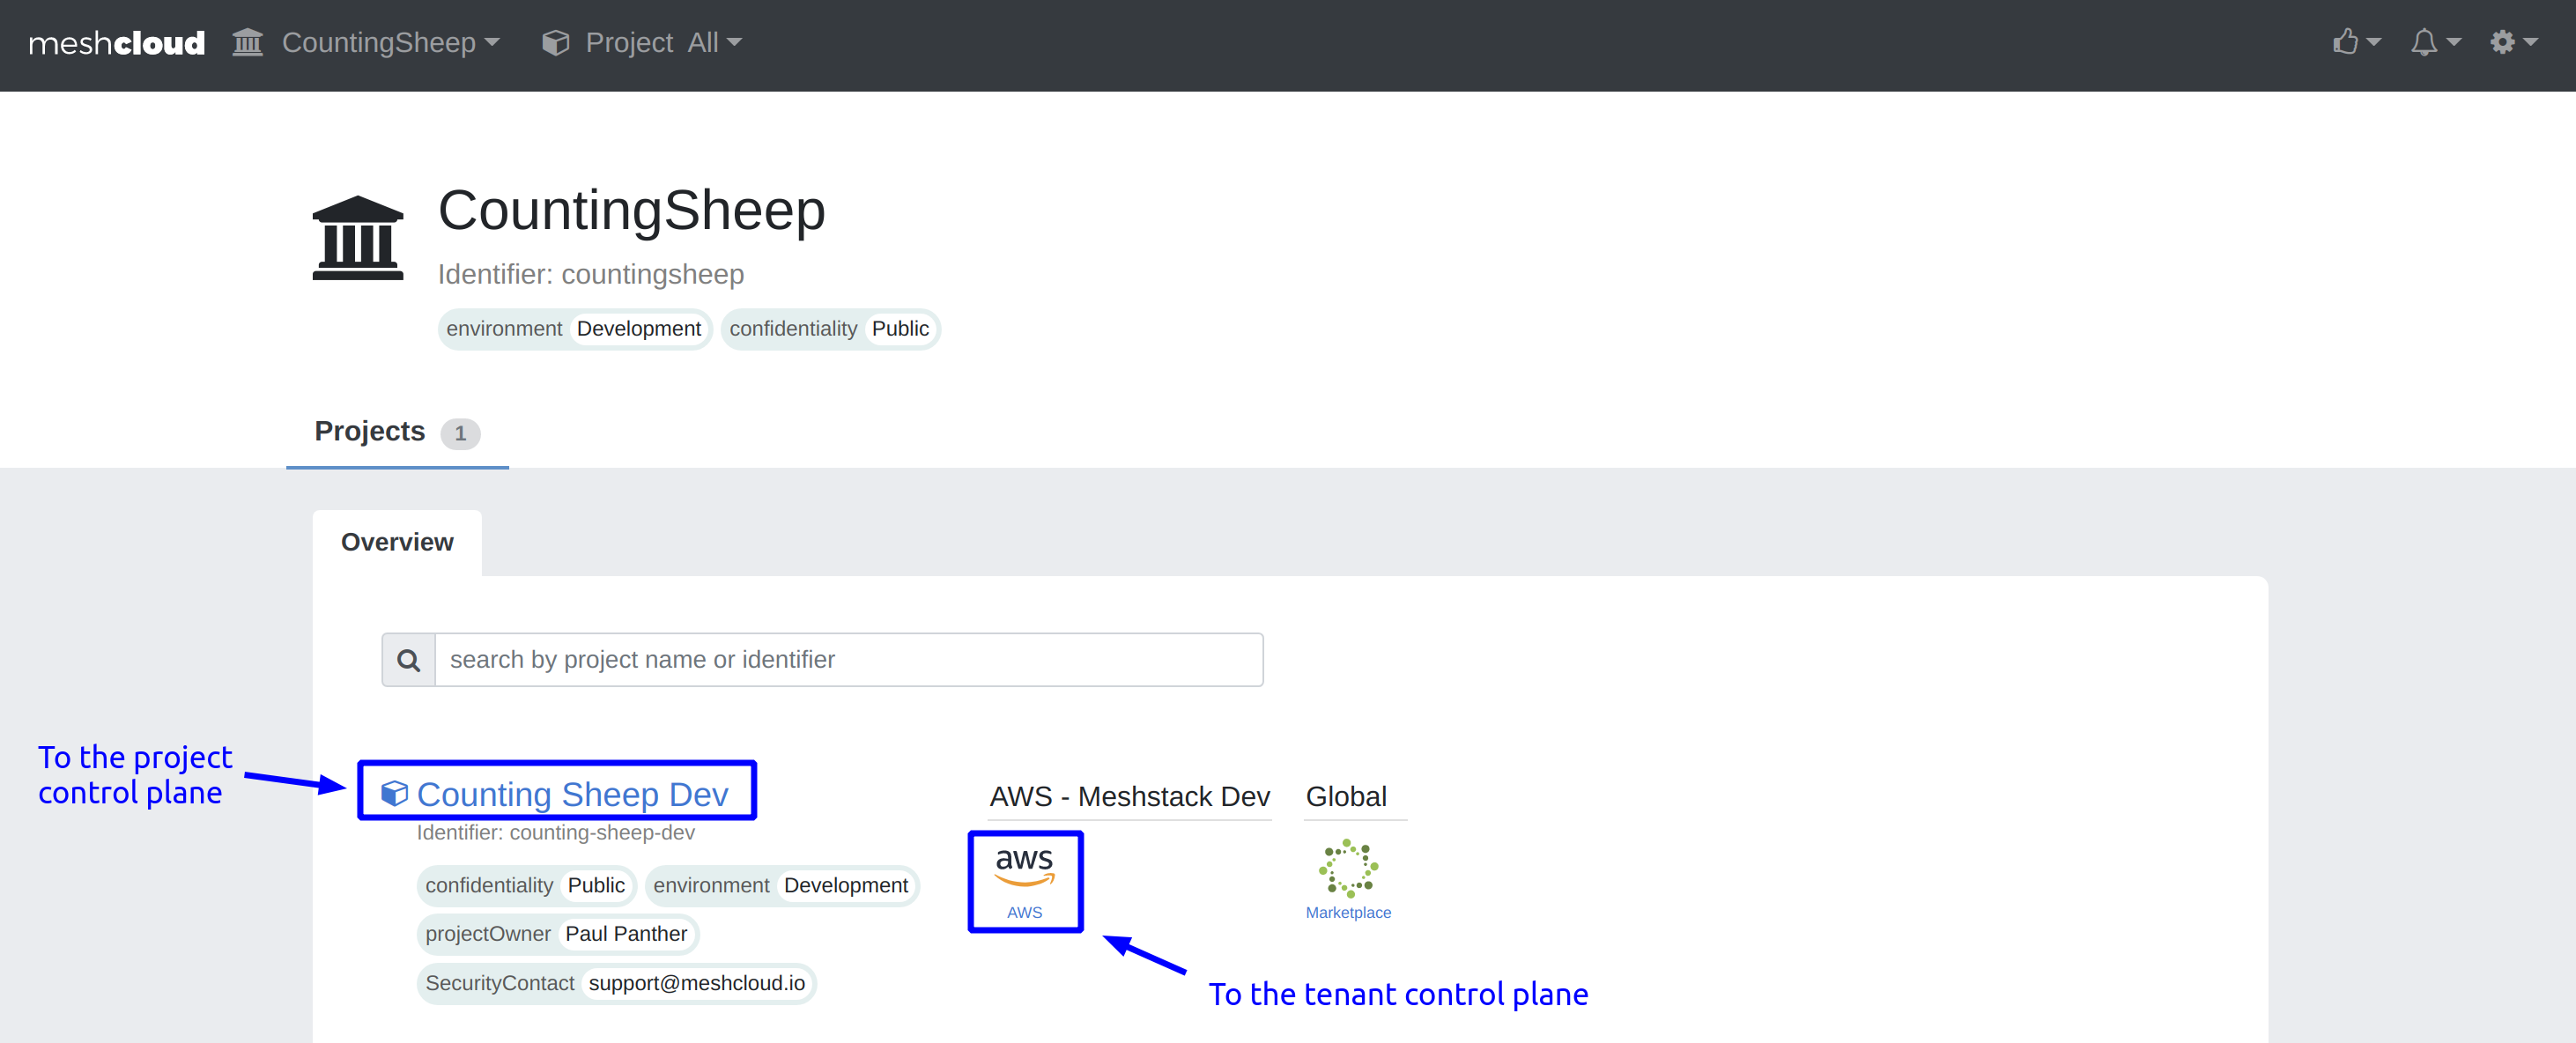 meshcloud CountingSheep Project All
CountingSheep
Identifier: countingsheep
environment Development confidentiality Public
Projects 1
Overview
search by project name or identifier
To the project
control plane
Counting Sheep Dev
Identifier: counting-sheep-dev
confidentiality Public environment Development
projectOwner Paul Panther
SecurityContact support@meshcloud.io
AWS - Meshstack Dev
aws
AWS
Global
Marketplace
To the tenant control plane